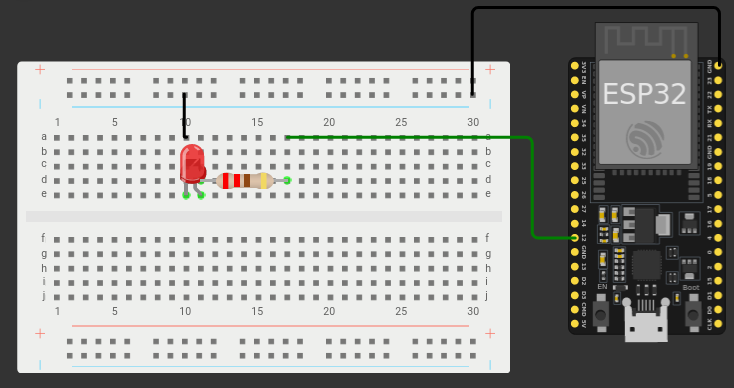 + +
1 5 10 15 20 25 30
a a
b b
c c
d d
e e
f f
g g
h h
i i
j j
1 5 10 15 20 25 30
+ +
ESP32
3V3
EN
VP
VN
34
35
32
33
25
26
27
14
12
GND
13
D2
D3
CMD
5V
GND
23
22
TX
RX
21
GND
19
18
5
17
16
4
0
2
15
D1
D0
CLK
EN
Boot